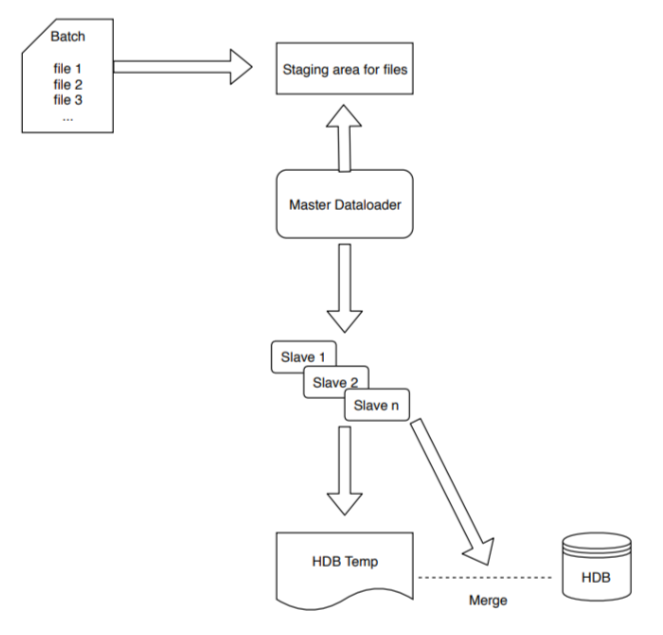 Batch
file 1
file 2
file 3
...
Staging area for files
Master Dataloader
Slave 1
Slave 2
Slave n
HDB Temp
Merge
HDB